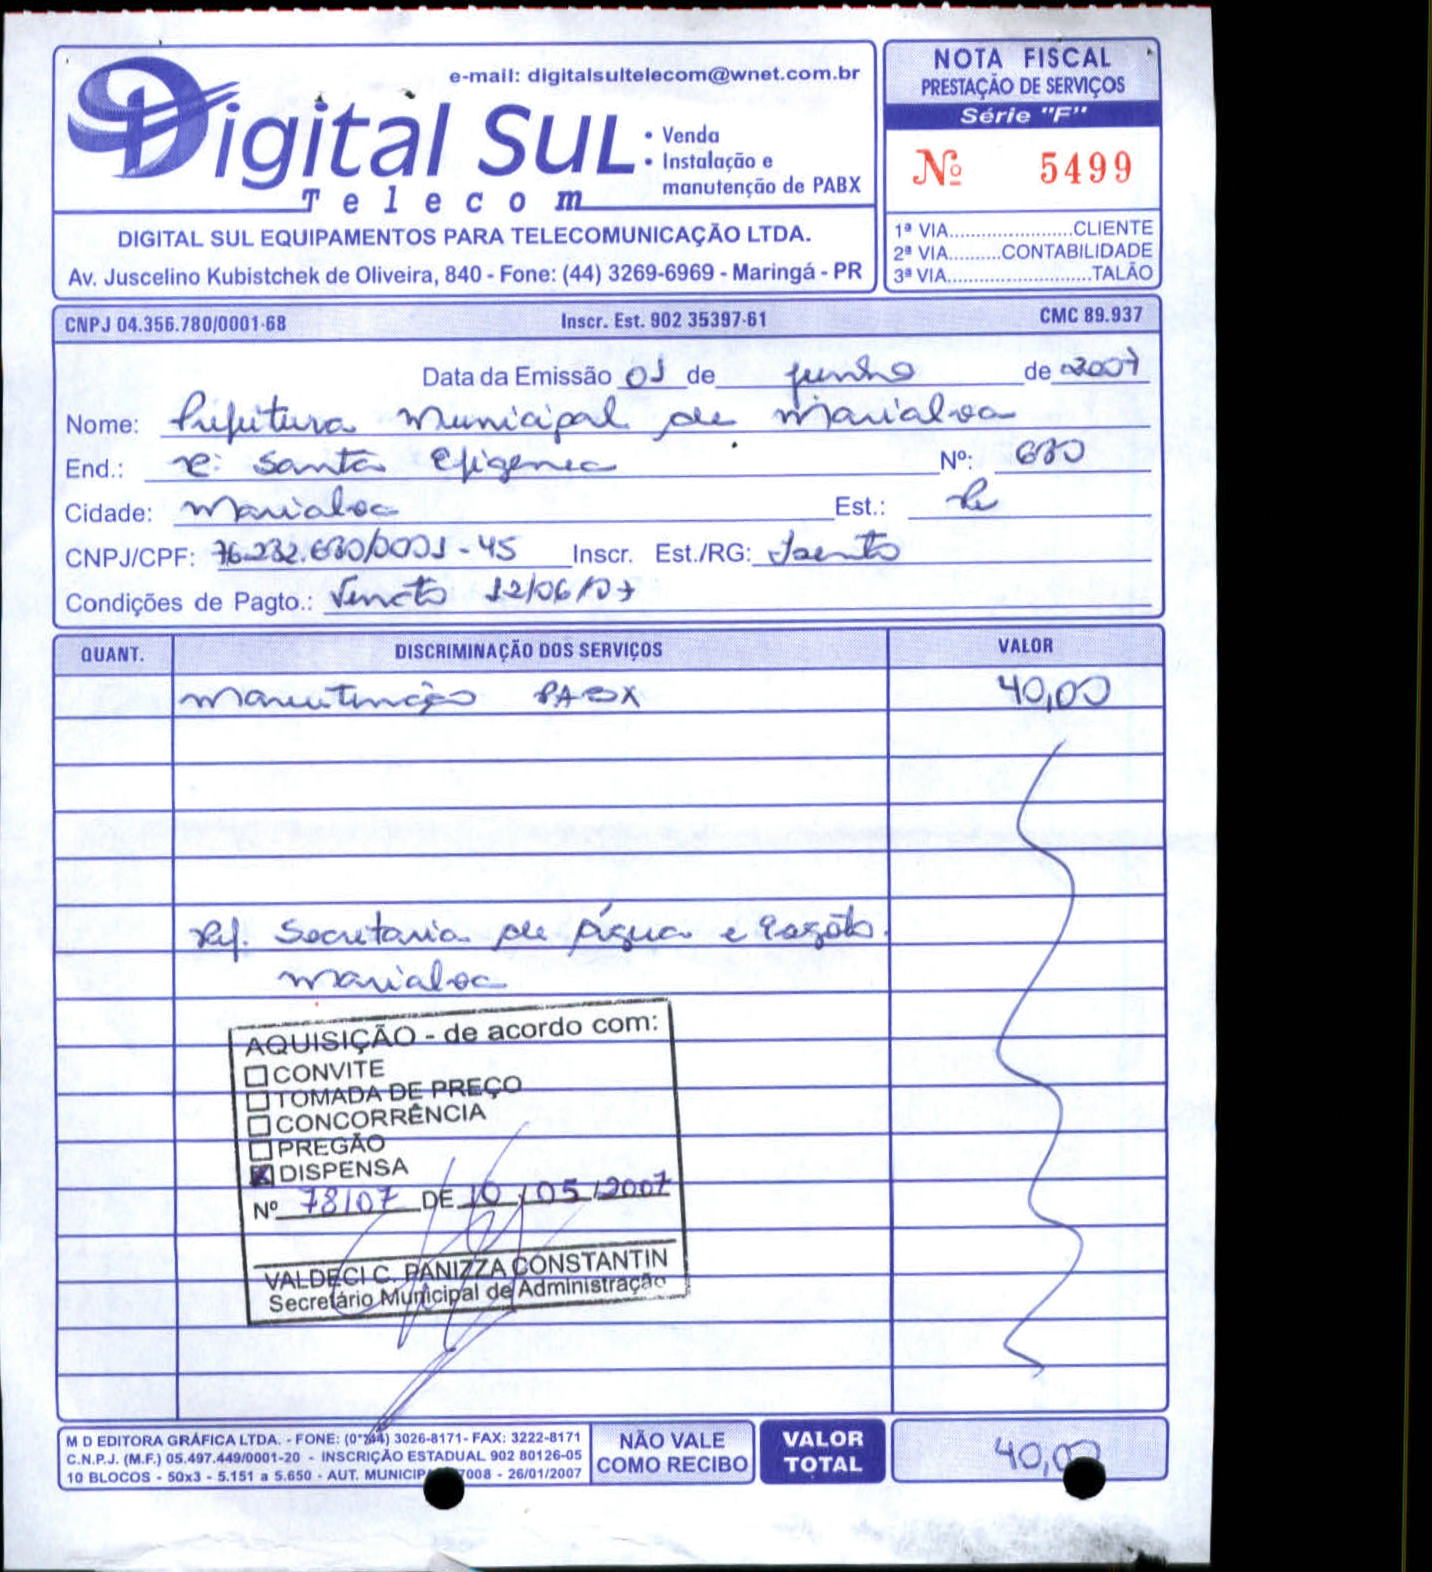 e-mail: digitalsultelecom@wnet.com.br
Digital SUL
Telecom
• Venda
• Instalação e
manutenção de PABX
DIGITAL SUL EQUIPAMENTOS PARA TELECOMUNICAÇÃO LTDA.
Av. Juscelino Kubistchek de Oliveira, 840 - Fone: (44) 3269-6969 - Maringá - PR
NOTA FISCAL
PRESTAÇÃO DE SERVIÇOS
Série "F"
Nº 5499
1ª VIA......................CLIENTE
2ª VIA.........CONTABILIDADE
3ª VIA..........................TALÃO
CNPJ 04.356.780/0001-68 Inscr. Est. 902 35397-61 CMC 89.937
Data da Emissão 01 de junho de 2007
Nome: Prefeitura Municipal de Marialva
End.: R: Santa Efigenea Nº: 680
Cidade: Marialva Est.: Pr
CNPJ/CPF: 76.282.680/0001-45 Inscr. Est./RG: Isento
Condições de Pagto.: Vencto 12/06/07
QUANT. DISCRIMINAÇÃO DOS SERVIÇOS VALOR
Manutenção PABX 40,00
Ref. Secretaria de Água e Esgôto.
Marialva
AQUISIÇÃO - de acordo com:
CONVITE
TOMADA DE PREÇO
CONCORRÊNCIA
PREGÃO
X DISPENSA
Nº 78/07 DE 10/05/2007
VALDECI C. PANIZZA CONSTANTIN
Secretário Municipal de Administração
M D EDITORA GRÁFICA LTDA. - FONE: (0*44) 3026-8171- FAX: 3222-8171
C.N.P.J. (M.F.) 05.497.449/0001-20 - INSCRIÇÃO ESTADUAL 902 80126-05
10 BLOCOS - 50x3 - 5.151 a 5.650 - AUT. 7008 - 26/01/2007
NÃO VALE
COMO RECIBO
VALOR
TOTAL
40,00